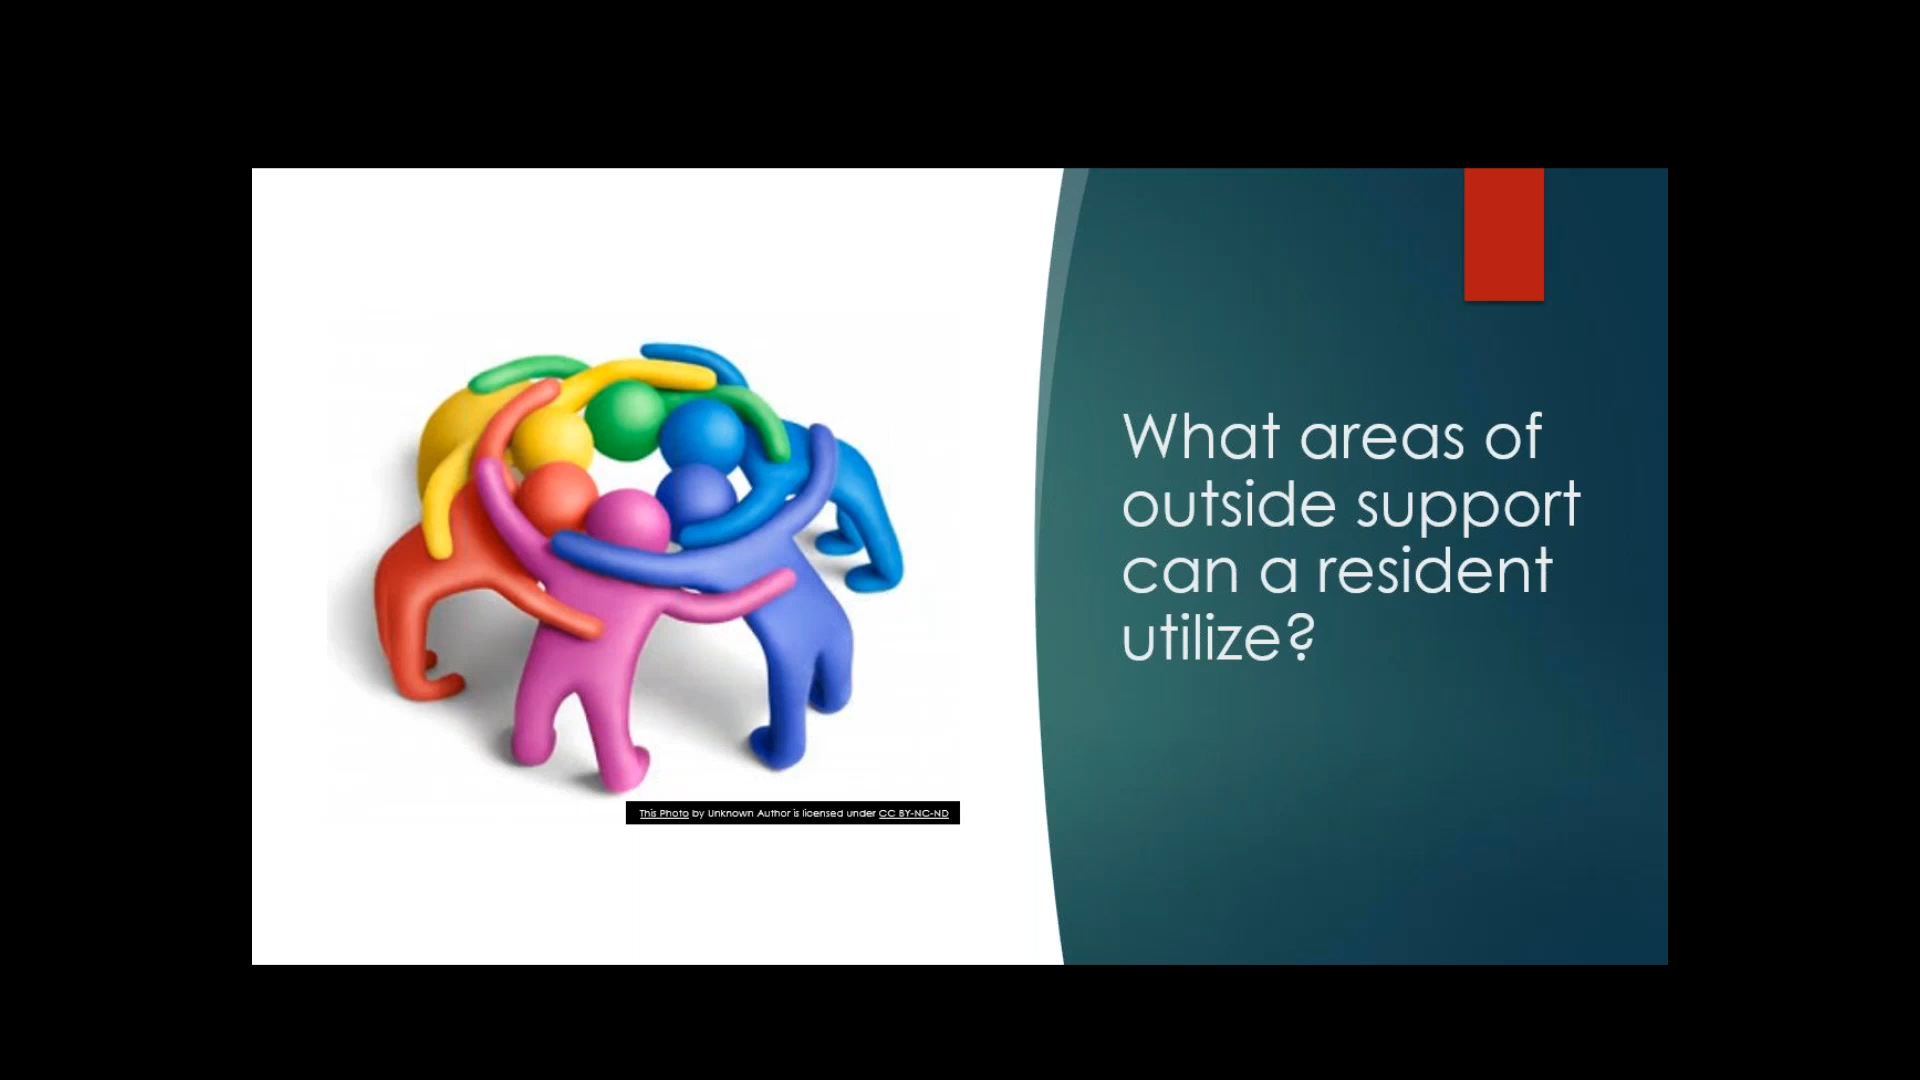 What areas of
outside support
can a resident
utilize?
This Photo by Unknown Author is licensed under CC BY-NC-ND